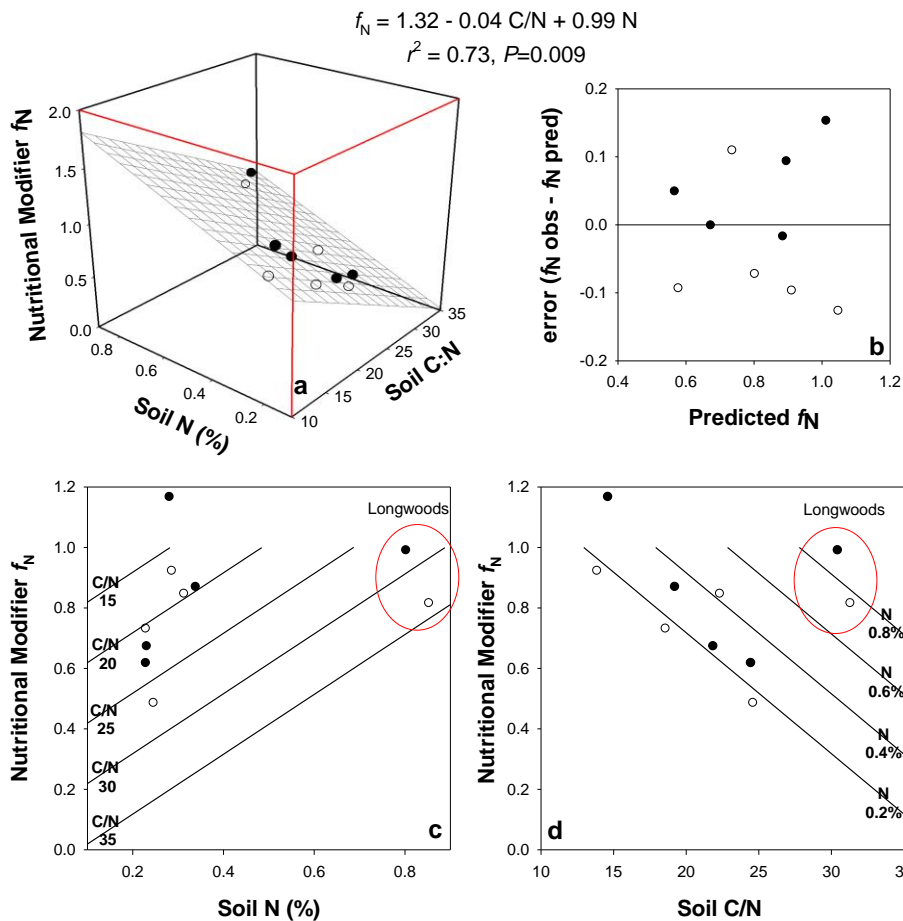 fN = 1.32 - 0.04 C/N + 0.99 N
r² = 0.73, P=0.009
Nutritional Modifier fN
2.0
1.5
1.0
0.5
0.0
0.8
0.6
0.4
0.2
Soil N (%)
a
10
15
20
25
30
35
Soil C:N
error (fN obs - fN pred)
0.2
0.1
0.0
-0.1
-0.2
b
0.4 0.6 0.8 1.0 1.2
Predicted fN
Nutritional Modifier fN
1.2
1.0
0.8
0.6
0.4
0.2
0.0
Longwoods
C/N
15
C/N
20
C/N
25
C/N
30
C/N
35
c
0.2 0.4 0.6 0.8
Soil N (%)
Nutritional Modifier fN
1.2
1.0
0.8
0.6
0.4
0.2
0.0
Longwoods
N
0.8%
N
0.6%
N
0.4%
N
0.2%
d
10 15 20 25 30
Soil C/N